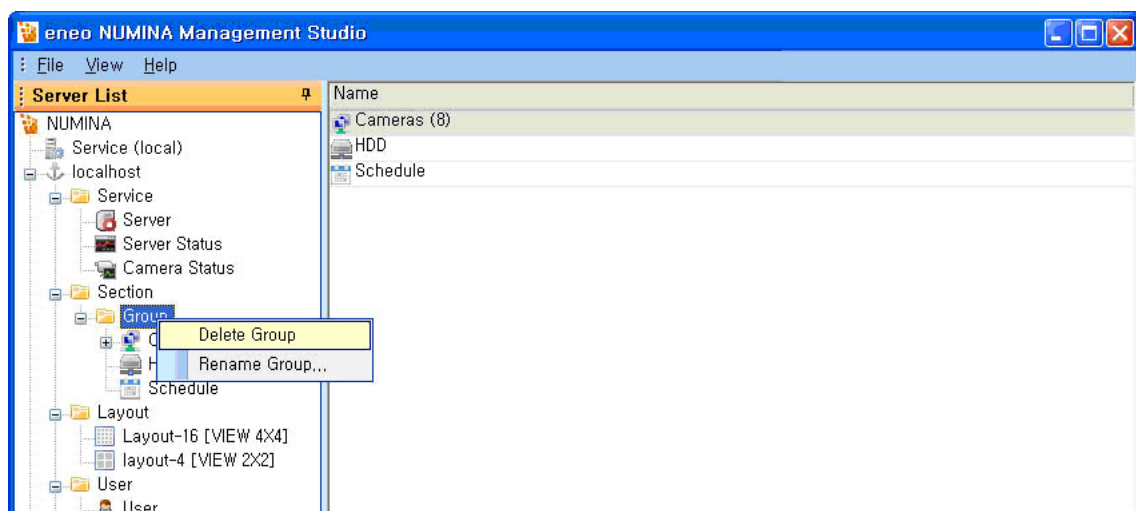 eneo NUMINA Management Studio
File View Help
Server List
Name
NUMINA
Cameras (8)
Service (local)
HDD
localhost
Schedule
Service
Server
Server Status
Camera Status
Section
Group
Delete Group
C
H
Rename Group...
Schedule
Layout
Layout-16 [VIEW 4X4]
layout-4 [VIEW 2X2]
User
User